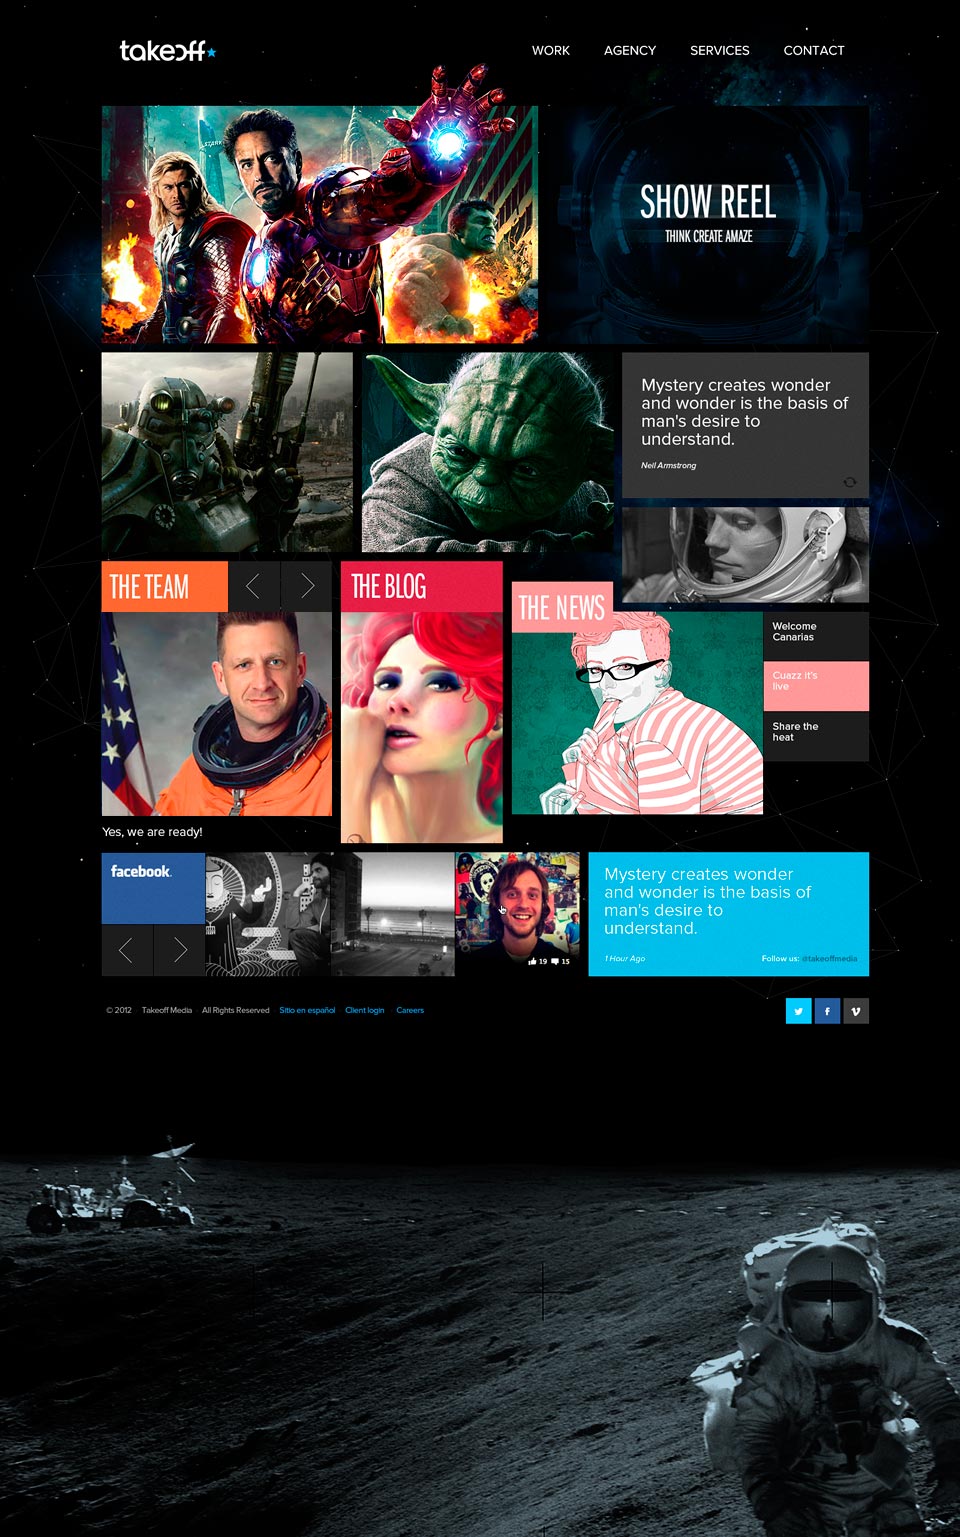 takeoff
WORK AGENCY SERVICES CONTACT
STARK
SHOW REEL
THINK CREATE AMAZE
Mystery creates wonder
and wonder is the basis of
man's desire to
understand.
Neil Armstrong
THE TEAM
THE BLOG
THE NEWS
Welcome
Canarias
Cuazz it's
live
Share the
heat
Yes, we are ready!
facebook.
19 15
Mystery creates wonder
and wonder is the basis of
man's desire to
understand.
1 Hour Ago
Follow us: @takeoffmedia
© 2012 Takeoff Media All Rights Reserved Sitio en español Client login Careers